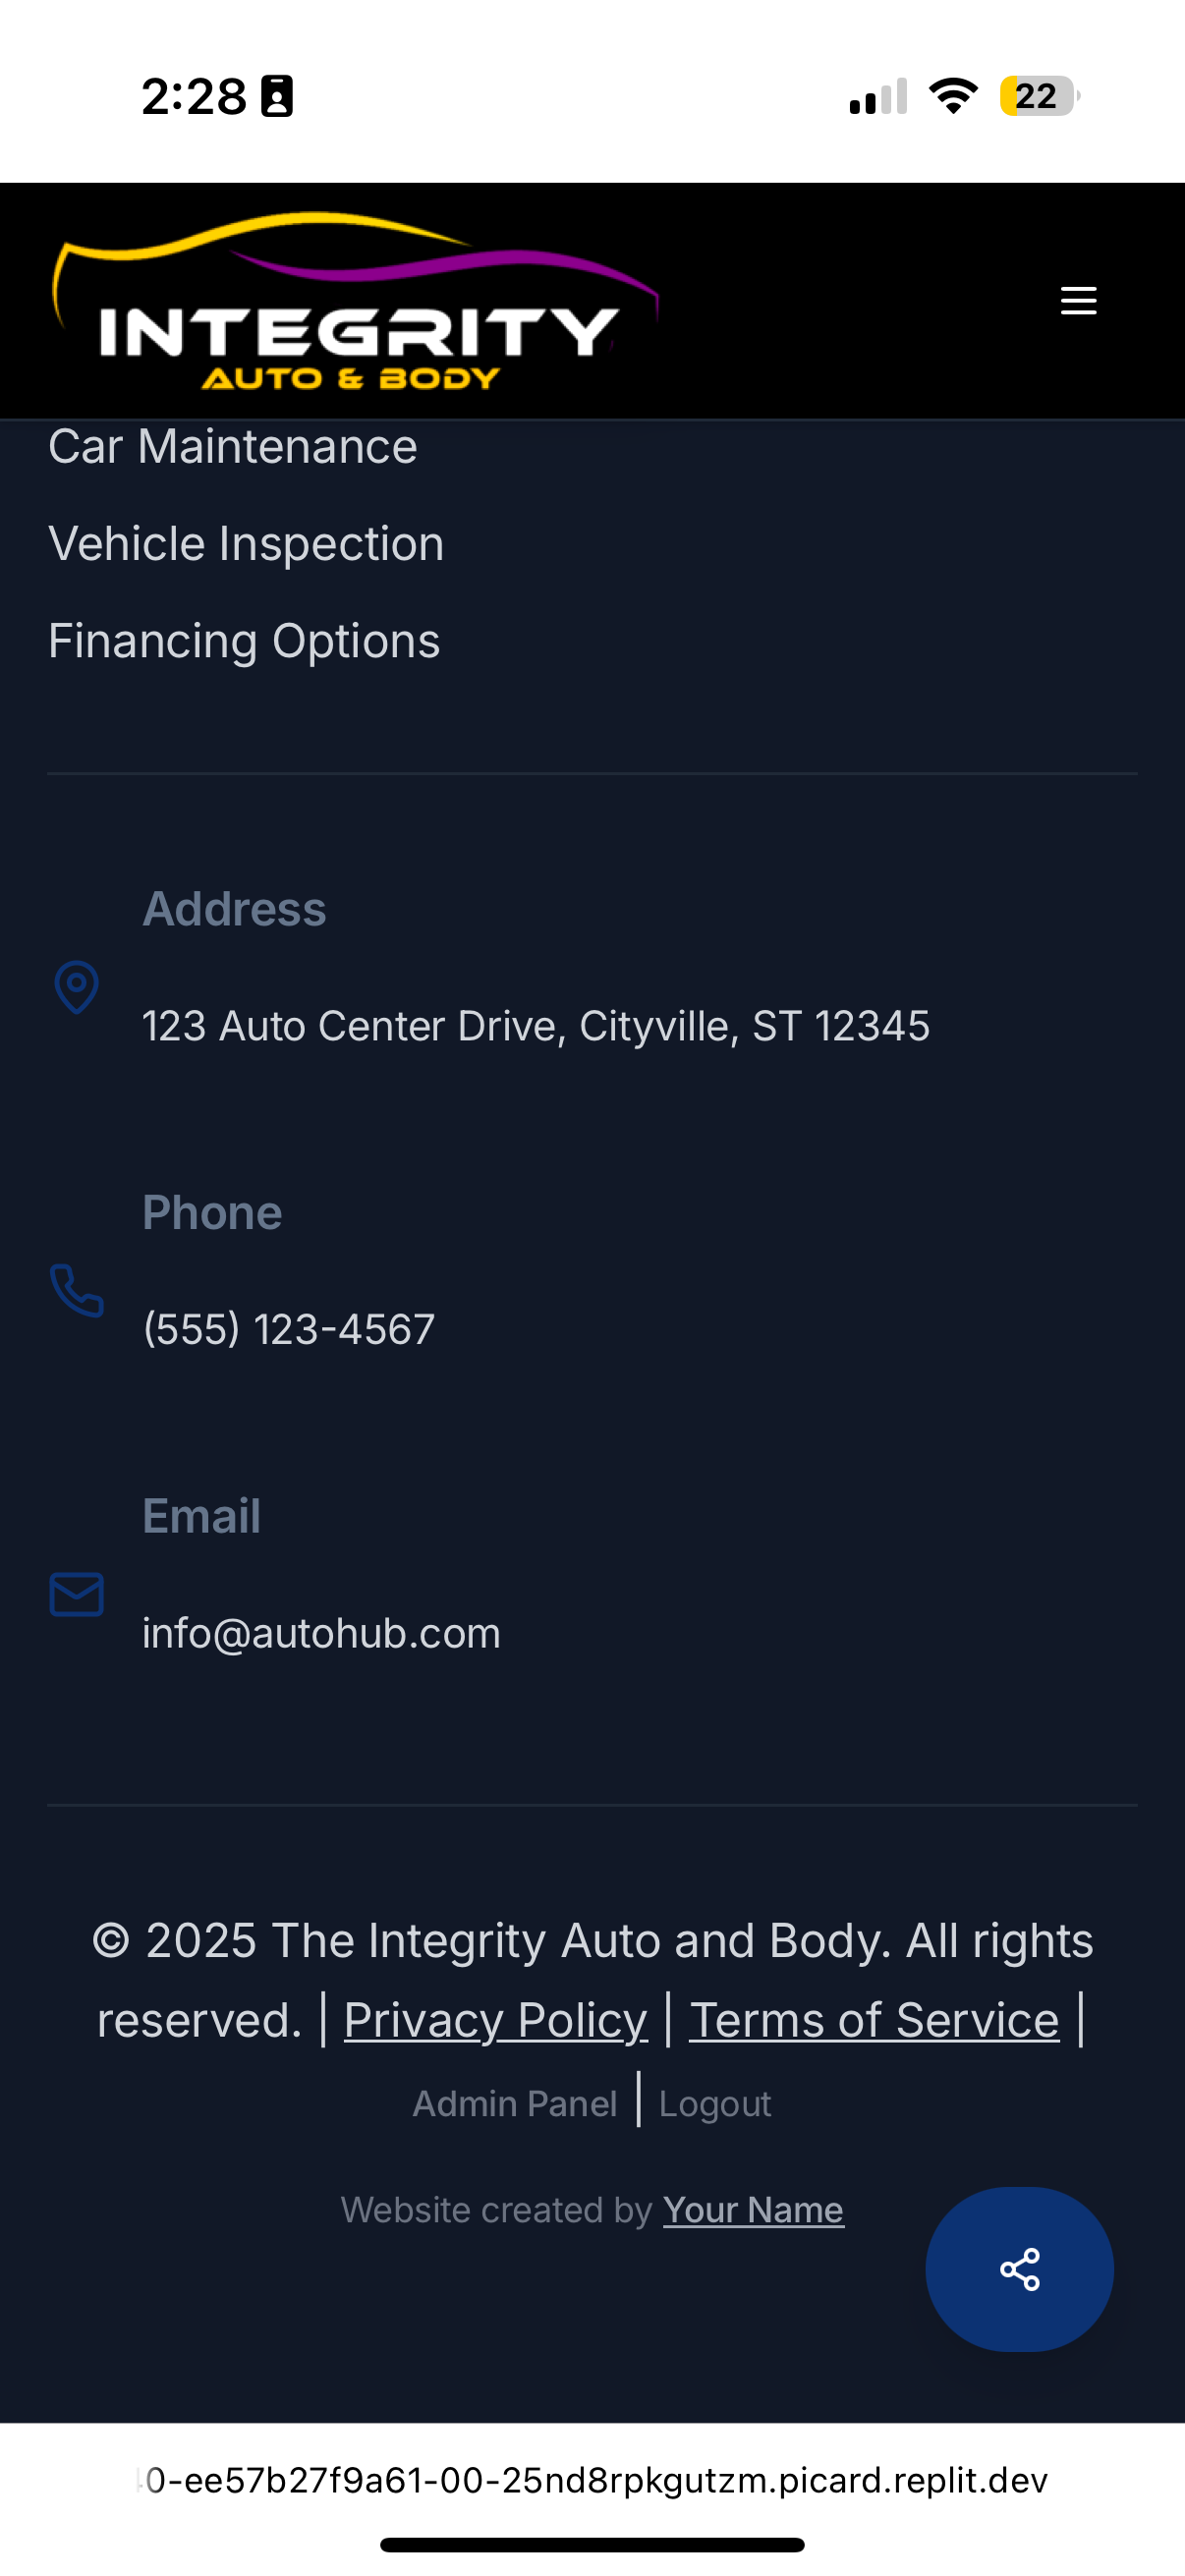 2:28
22
INTEGRITY
AUTO & BODY
Car Maintenance
Vehicle Inspection
Financing Options
Address
123 Auto Center Drive, Cityville, ST 12345
Phone
(555) 123-4567
Email
info@autohub.com
© 2025 The Integrity Auto and Body. All rights
reserved. | Privacy Policy | Terms of Service |
Admin Panel | Logout
Website created by Your Name
0-ee57b27f9a61-00-25nd8rpkgutzm.picard.replit.dev